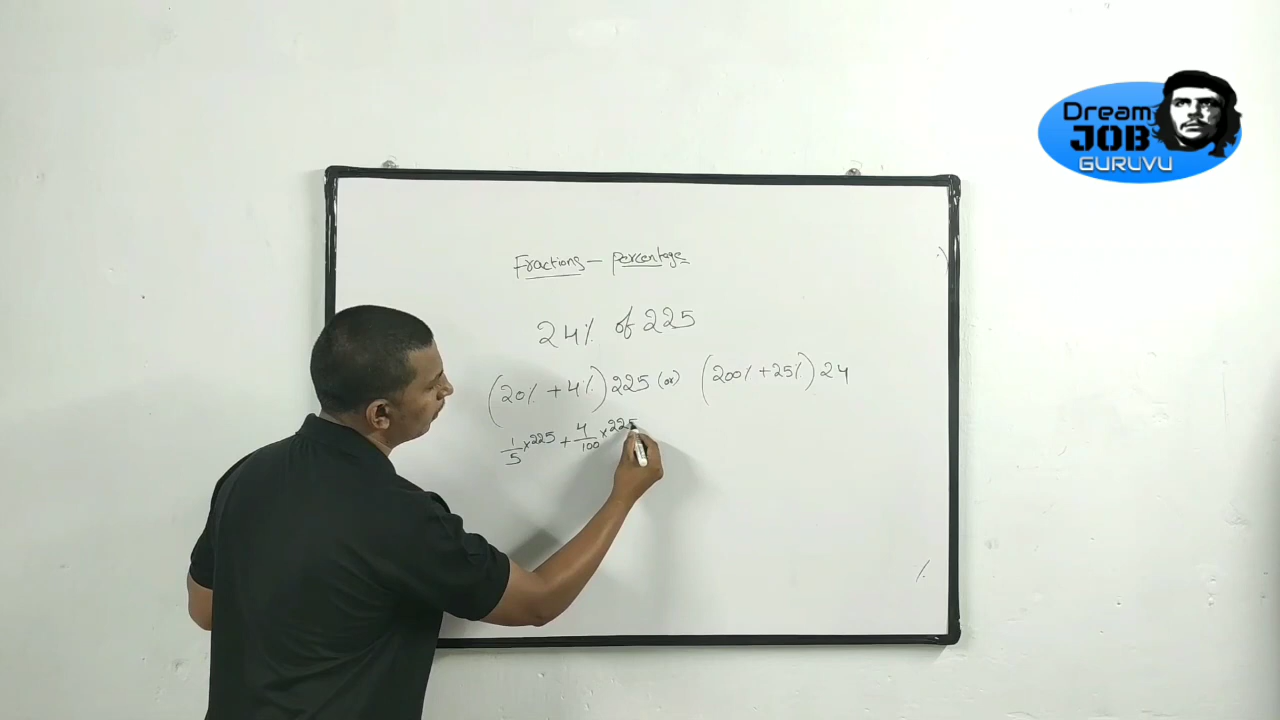 Dream
JOB
GURUVU
Fractions - percentage
24% of 225
(20% + 4%) 225 (or) (200% + 25%) 24
1/5 × 225 + 4/100 × 225